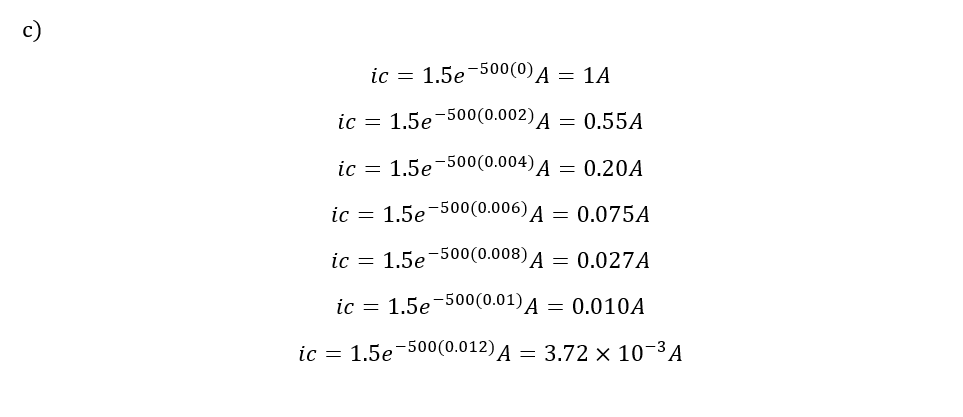 c)
ic = 1.5e^{-500(0)}A = 1A
ic = 1.5e^{-500(0.002)}A = 0.55A
ic = 1.5e^{-500(0.004)}A = 0.20A
ic = 1.5e^{-500(0.006)}A = 0.075A
ic = 1.5e^{-500(0.008)}A = 0.027A
ic = 1.5e^{-500(0.01)}A = 0.010A
ic = 1.5e^{-500(0.012)}A = 3.72 × 10^{-3}A